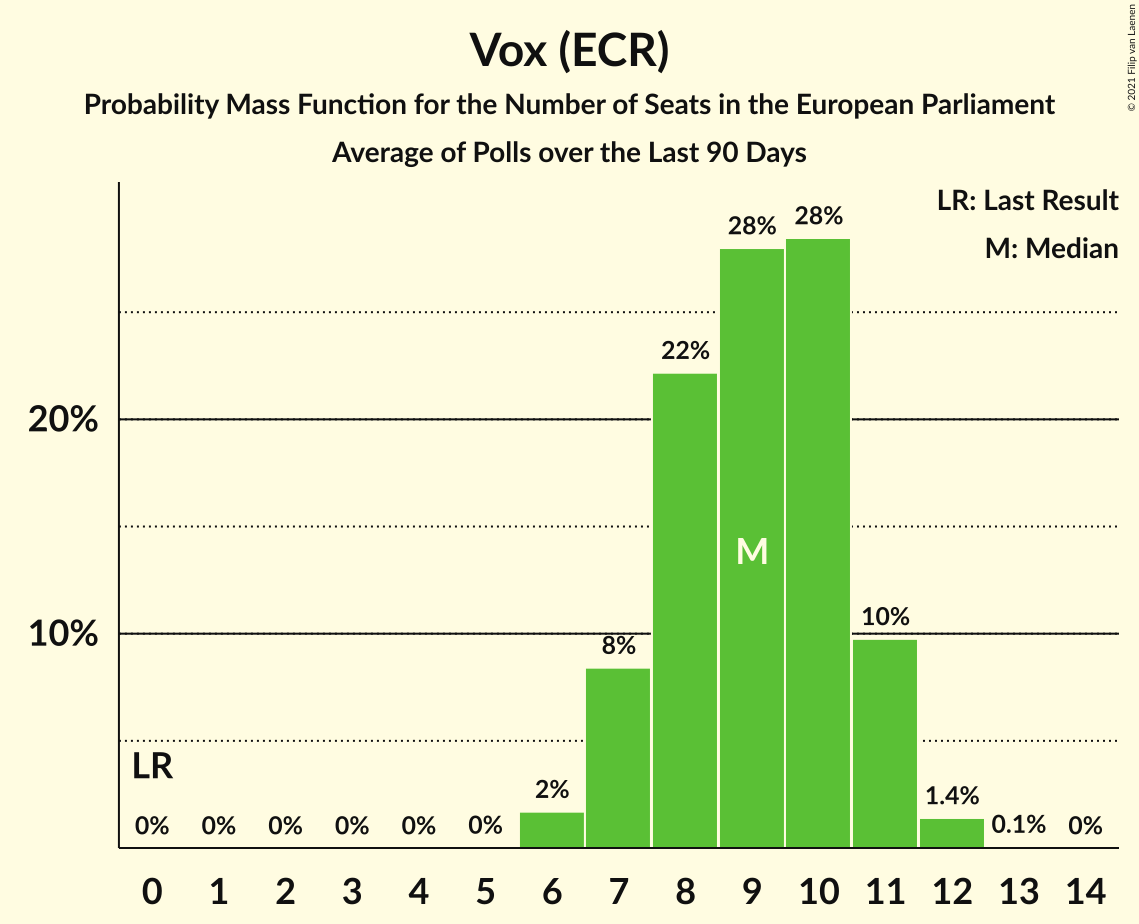 Vox (ECR)
Probability Mass Function for the Number of Seats in the European Parliament
Average of Polls over the Last 90 Days
© 2021 Filip van Laenen
LR: Last Result
M: Median
28% 28%
22%
20%
M
10%
10%
8%
LR
2%
1.4%
0% 0% 0% 0% 0% 0% 0.1% 0%
0 1 2 3 4 5 6 7 8 9 10 11 12 13 14